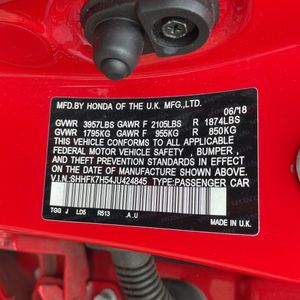 MFD.BY HONDA OF THE U.K. MFG.,LTD. 06/18
GVWR 3957LBS GAWR F 2105LBS R 1874LBS
GVWR 1795KG GAWR F 955KG R 850KG
THIS VEHICLE CONFORMS TO ALL APPLICABLE
FEDERAL MOTOR VEHICLE SAFETY, BUMPER,
AND THEFT PREVENTION STANDARDS IN EFFECT
ON THE DATE OF MANUFACTURE SHOWN ABOVE.
V.I.N.:SHHFK7H54JU424845 TYPE:PASSENGER CAR
TGG J LD5 R513 .A.U
MADE IN U.K.